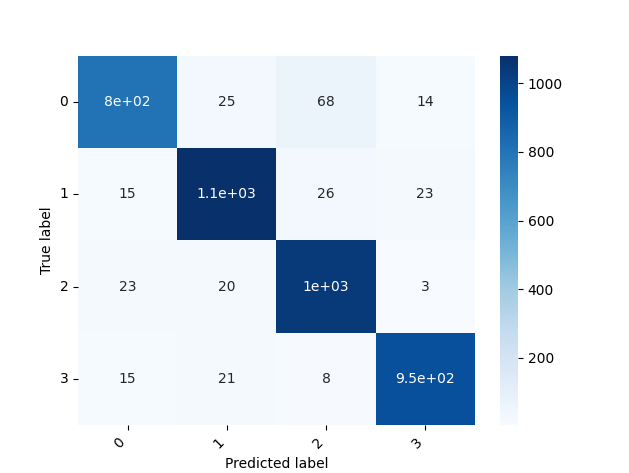 0 8e+02 25 68 14
1 15 1.1e+03 26 23
2 23 20 1e+03 3
3 15 21 8 9.5e+02
0 1 2 3
Predicted label
True label
1000
800
600
400
200